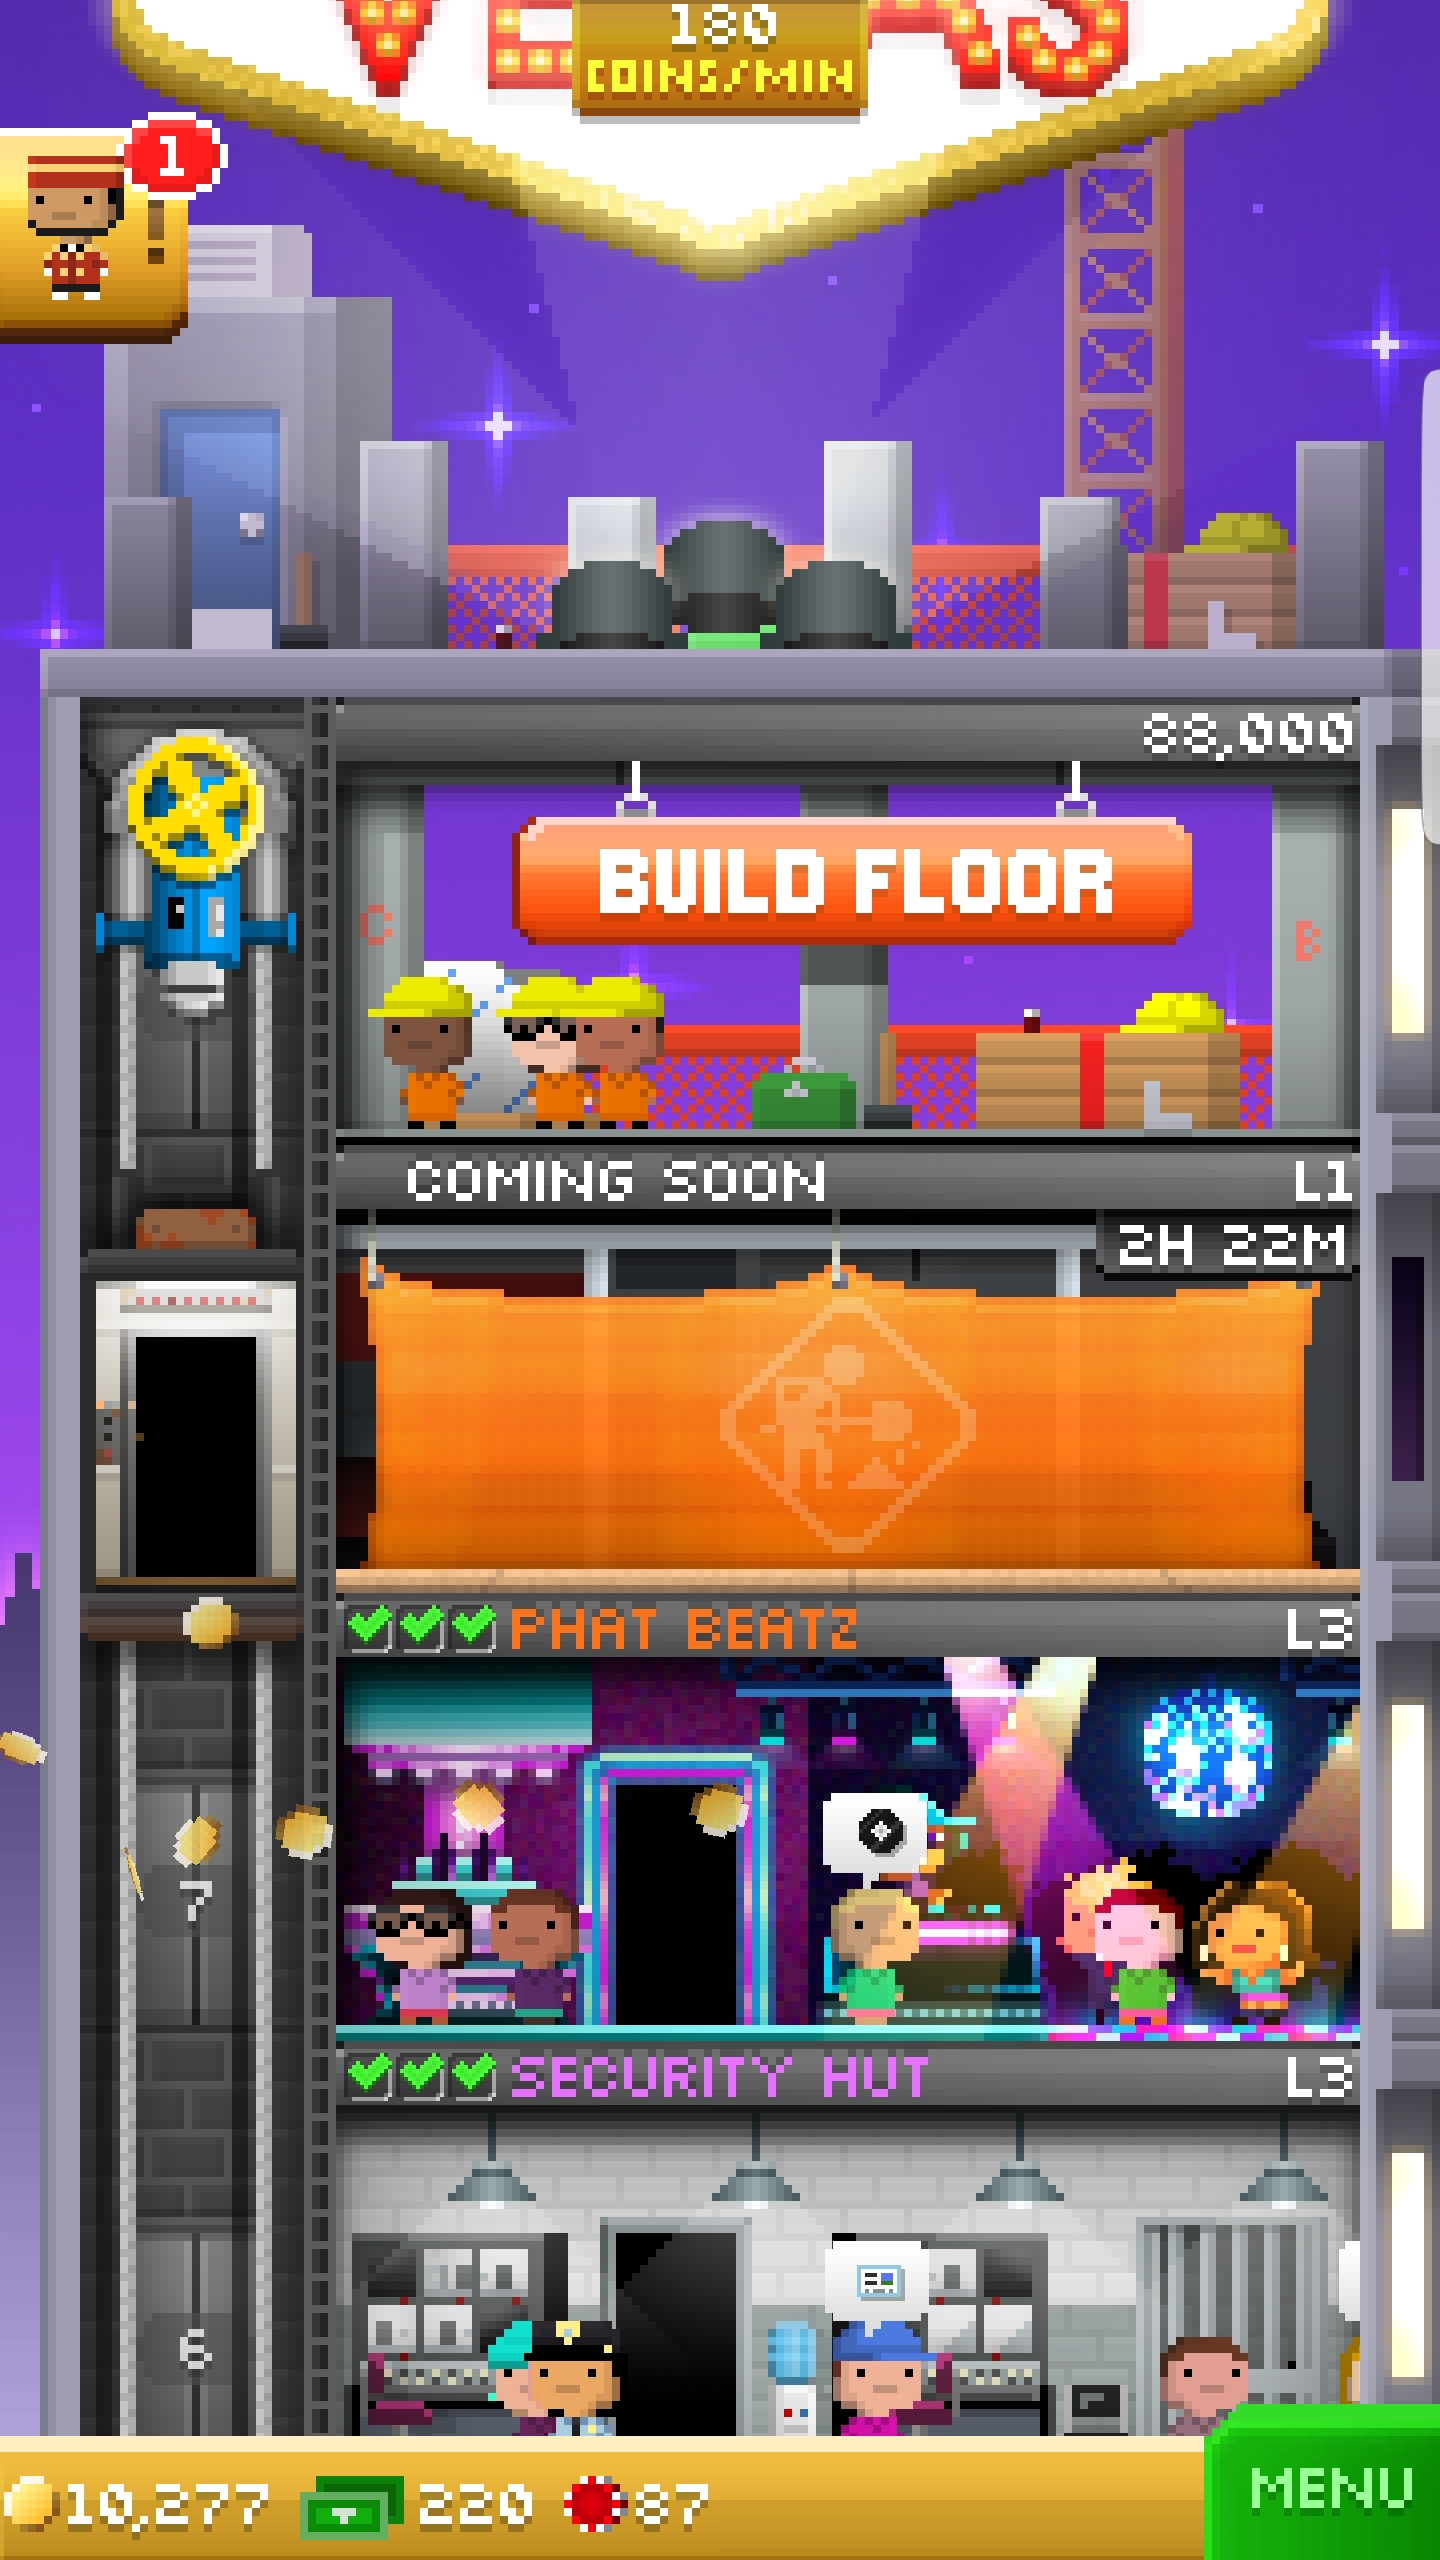 180
COINS/MIN
1
!
88,000
BUILD FLOOR
C
B
COMING SOON
L1
2H 22M
PHAT BEATZ
L3
7
SECURITY HUT
L3
6
10,277
220
87
MENU